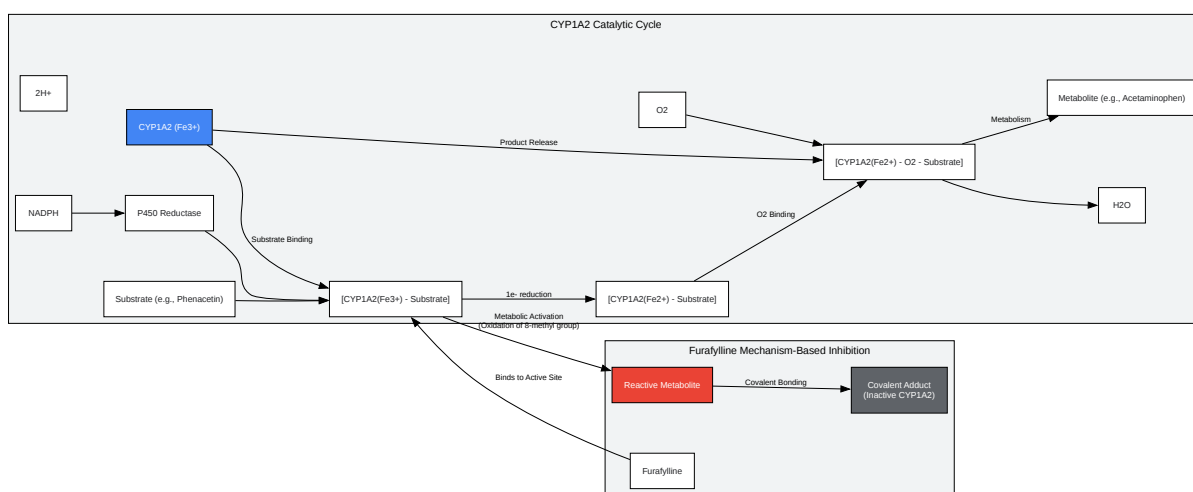 CYP1A2 Catalytic Cycle
2H+
O2
Metabolite (e.g., Acetaminophen)
Metabolism
CYP1A2 (Fe3+)
Product Release
[CYP1A2(Fe2+) - O2 - Substrate]
NADPH
P450 Reductase
H2O
O2 Binding
Substrate Binding
Substrate (e.g., Phenacetin)
[CYP1A2(Fe3+) - Substrate]
1e- reduction
[CYP1A2(Fe2+) - Substrate]
Metabolic Activation
(Oxidation of 8-methyl group)
Furafylline Mechanism-Based Inhibition
Binds to Active Site
Reactive Metabolite
Covalent Bonding
Covalent Adduct
(Inactive CYP1A2)
Furafylline